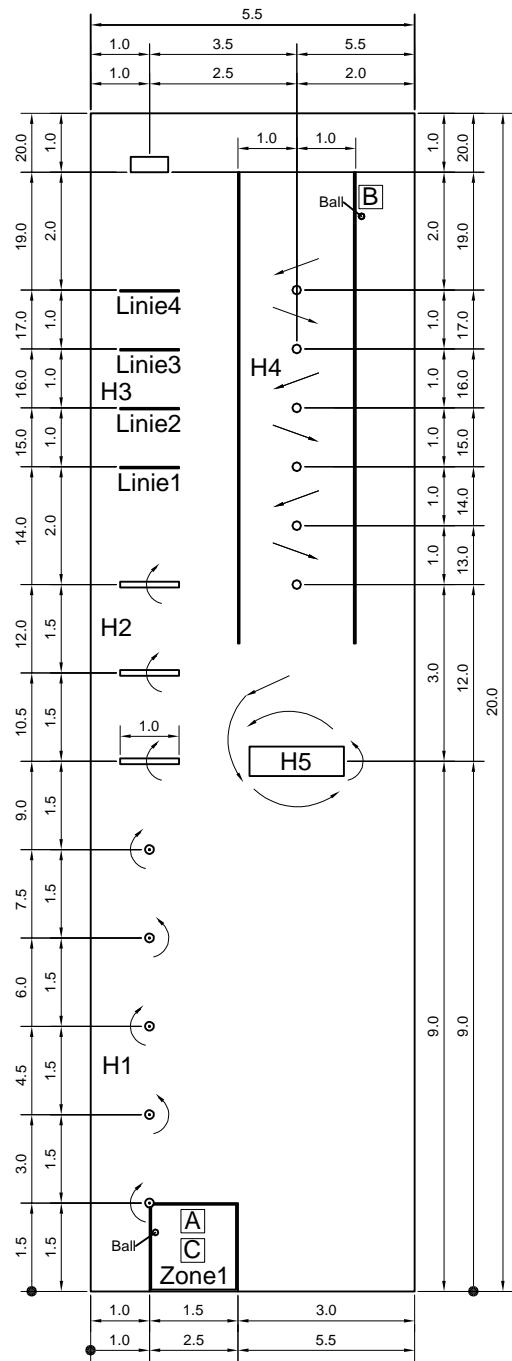 5.5
1.0 3.5 5.5
1.0 2.5 2.0
20.0 1.0 1.0 1.0 1.0 20.0
Ball B
19.0 2.0 2.0 19.0
Linie4
17.0 1.0 1.0 17.0
Linie3
H4
16.0 1.0 H3 1.0 16.0
Linie2
15.0 1.0 1.0 15.0
Linie1
14.0 2.0 1.0 14.0
1.0 13.0
12.0 1.5 H2 3.0 12.0
20.0
10.5 1.5 1.0
H5
9.0 1.5
7.5 1.5
6.0 1.5
9.0 9.0
4.5 1.5 H1
3.0 1.5
A
Ball
C
1.5 1.5 Zone1
1.0 1.5 3.0
1.0 2.5 5.5